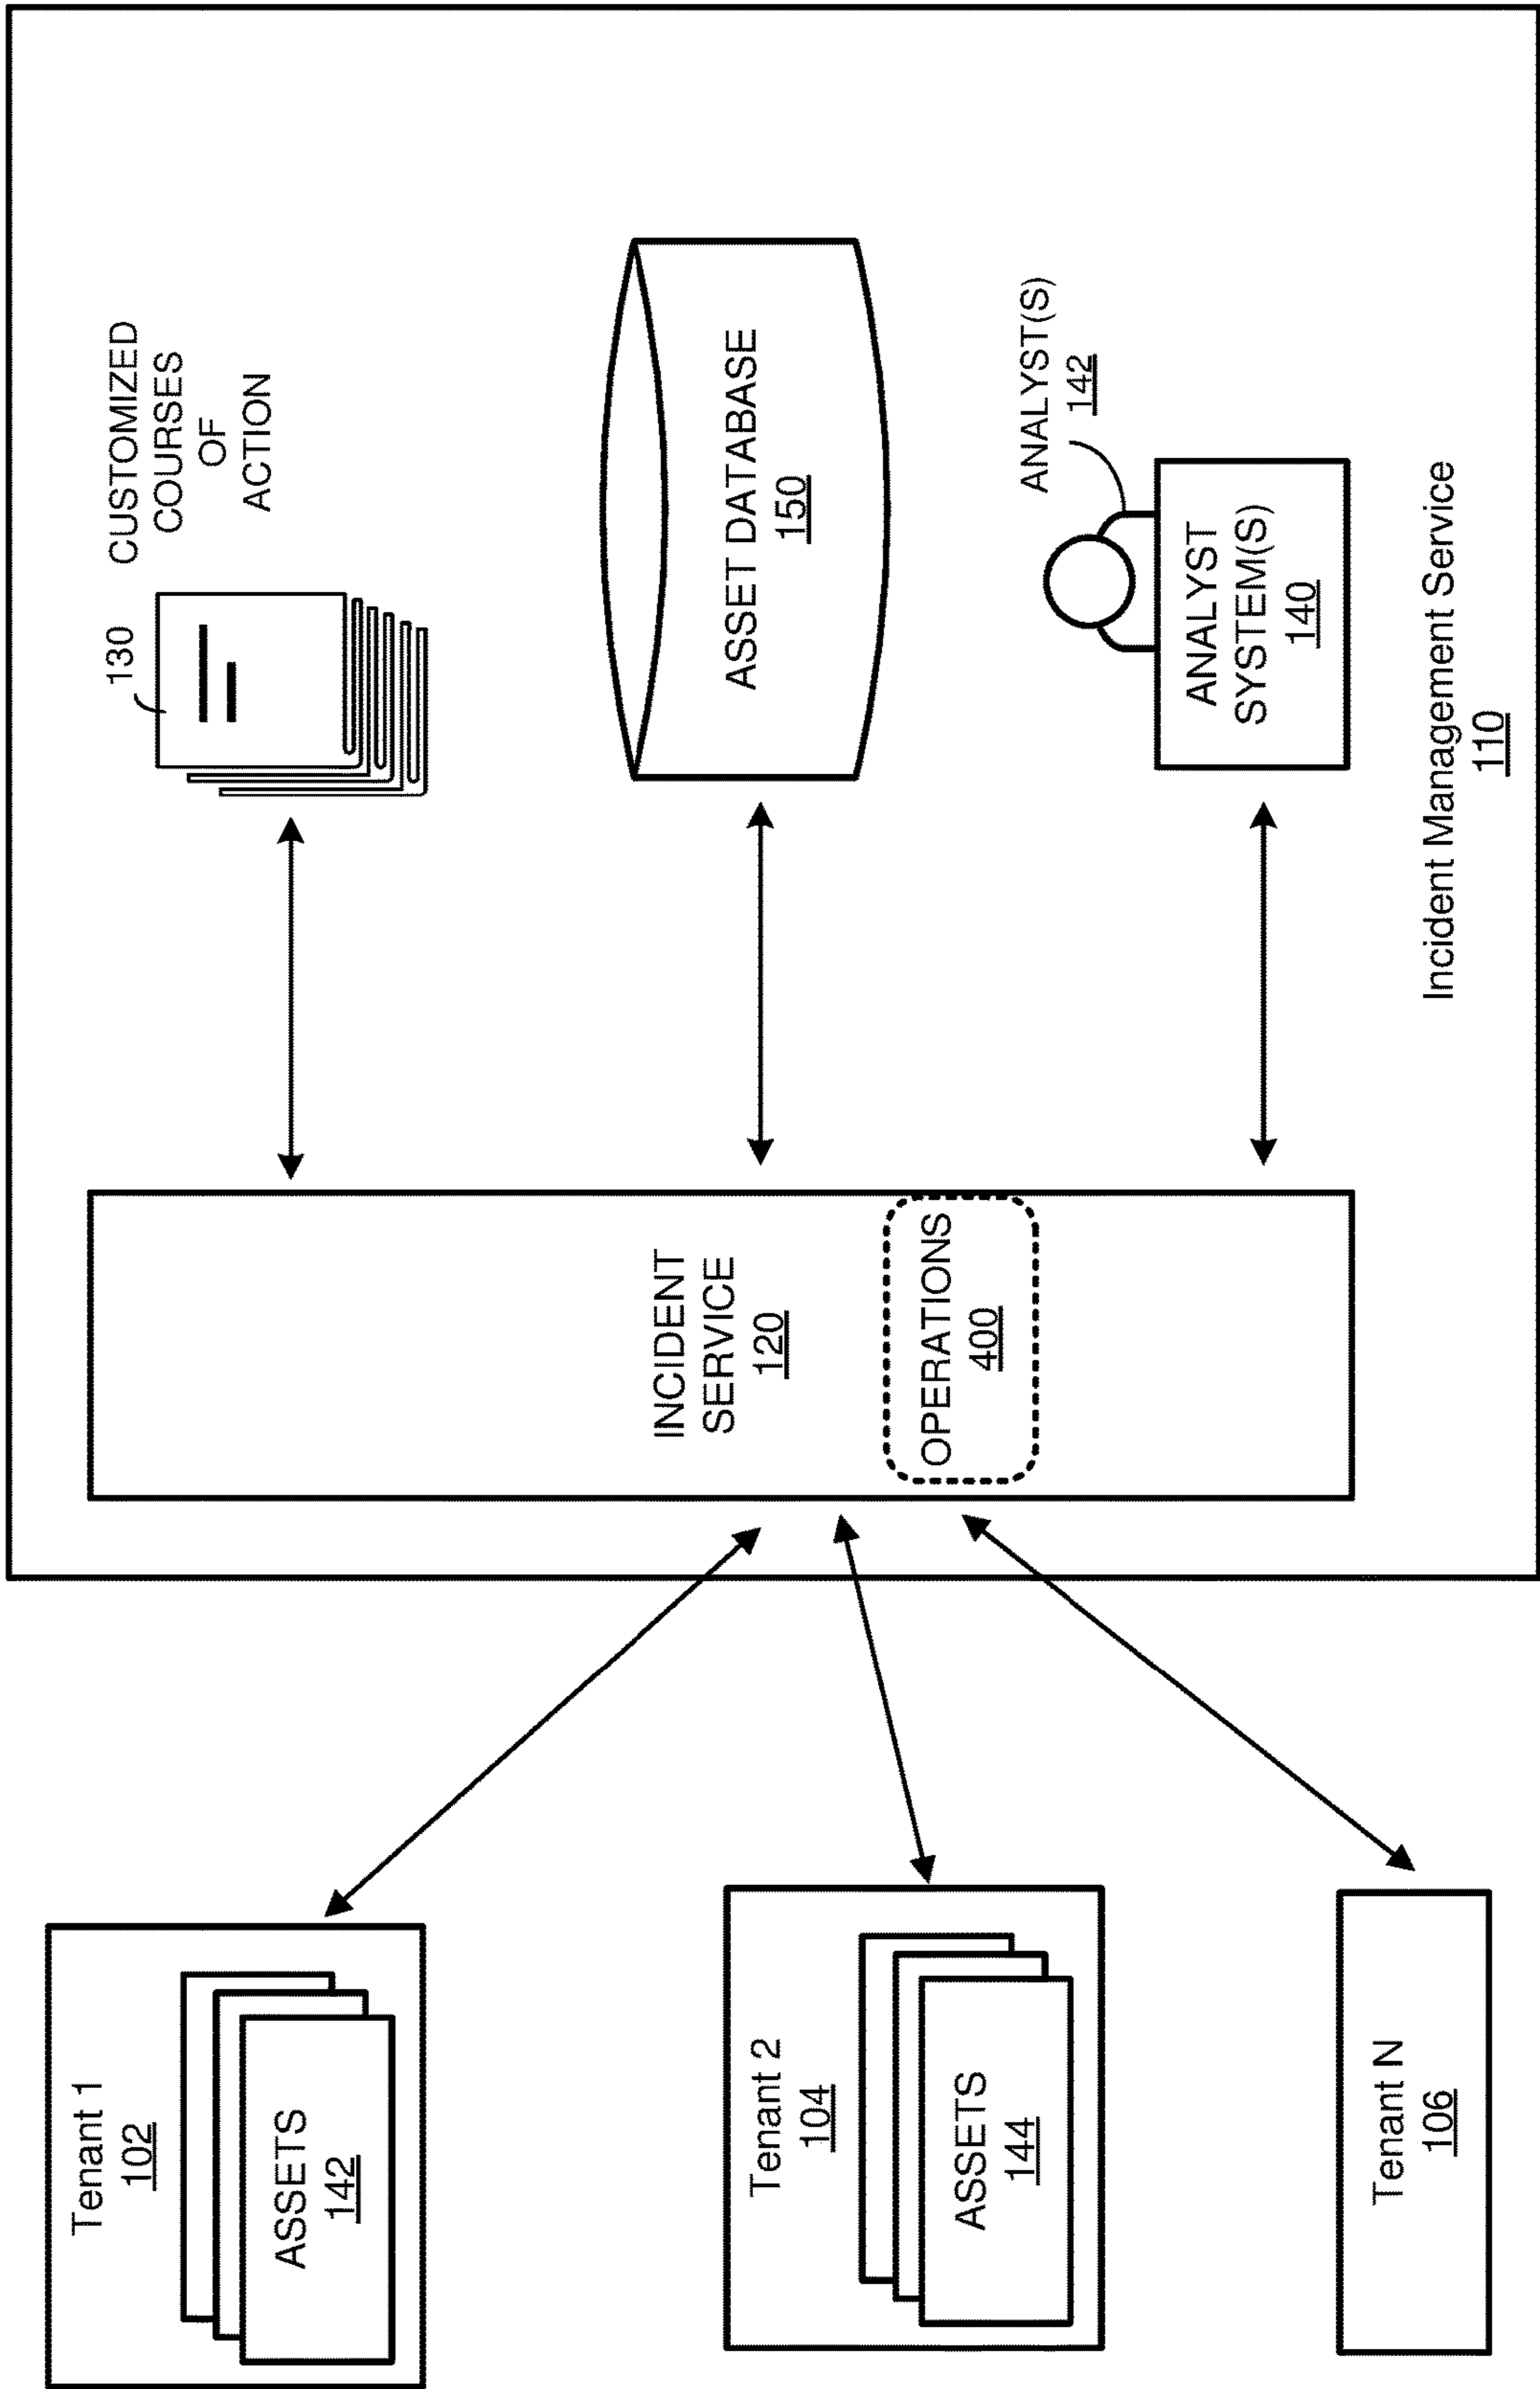 Tenant 1
102
ASSETS
142
Tenant 2
104
ASSETS
144
Tenant N
106
INCIDENT
SERVICE
120
OPERATIONS
400
130
CUSTOMIZED
COURSES
OF
ACTION
ASSET DATABASE
150
ANALYST(S)
142
ANALYST
SYSTEM(S)
140
Incident Management Service
110